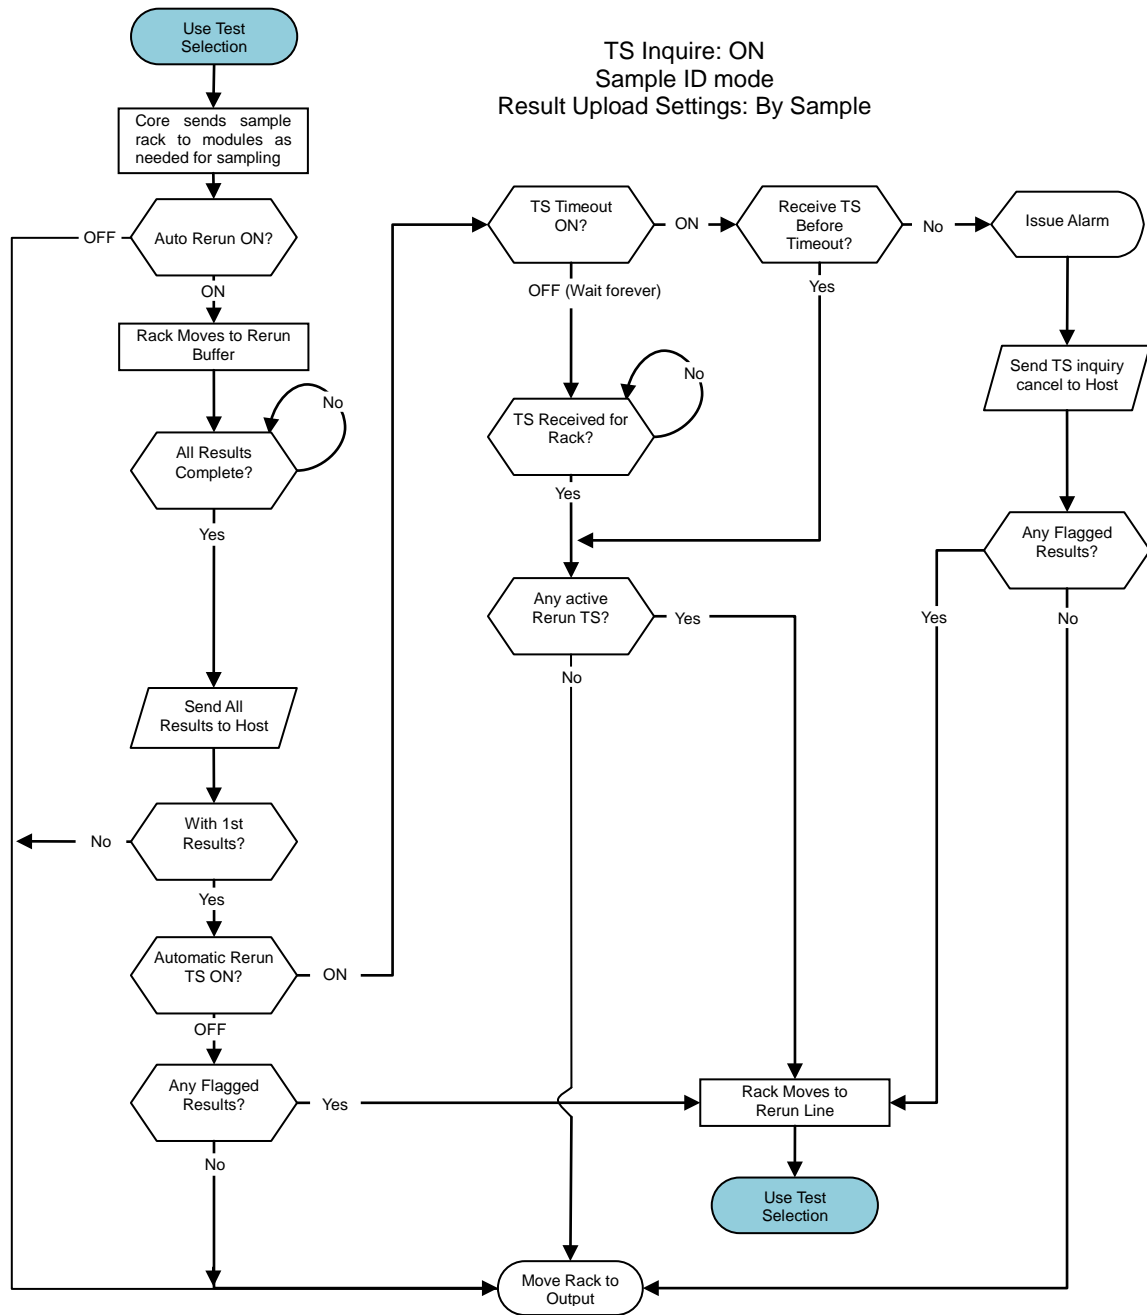 Use Test
Selection
TS Inquire: ON
Sample ID mode
Result Upload Settings: By Sample
Core sends sample
rack to modules as
needed for sampling
OFF
Auto Rerun ON?
ON
Rack Moves to Rerun
Buffer
No
All Results
Complete?
Yes
Send All
Results to Host
With 1st
Results?
No
Yes
Automatic Rerun
TS ON?
ON
OFF
Any Flagged
Results?
Yes
No
TS Timeout
ON?
ON
OFF (Wait forever)
No
TS Received for
Rack?
Yes
Any active
Rerun TS?
Yes
No
Receive TS
Before
Timeout?
No
Yes
Issue Alarm
Send TS inquiry
cancel to Host
Any Flagged
Results?
Yes
No
Rack Moves to
Rerun Line
Use Test
Selection
Move Rack to
Output